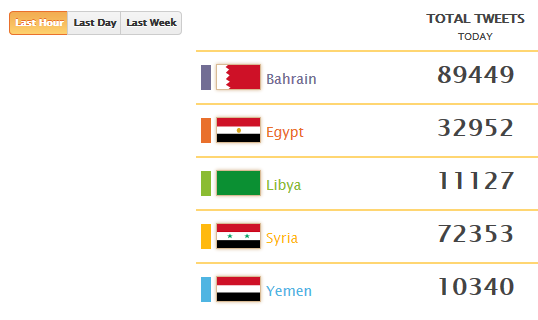 Last Hour Last Day Last Week
TOTAL TWEETS
TODAY
Bahrain 89449
Egypt 32952
Libya 11127
Syria 72353
Yemen 10340